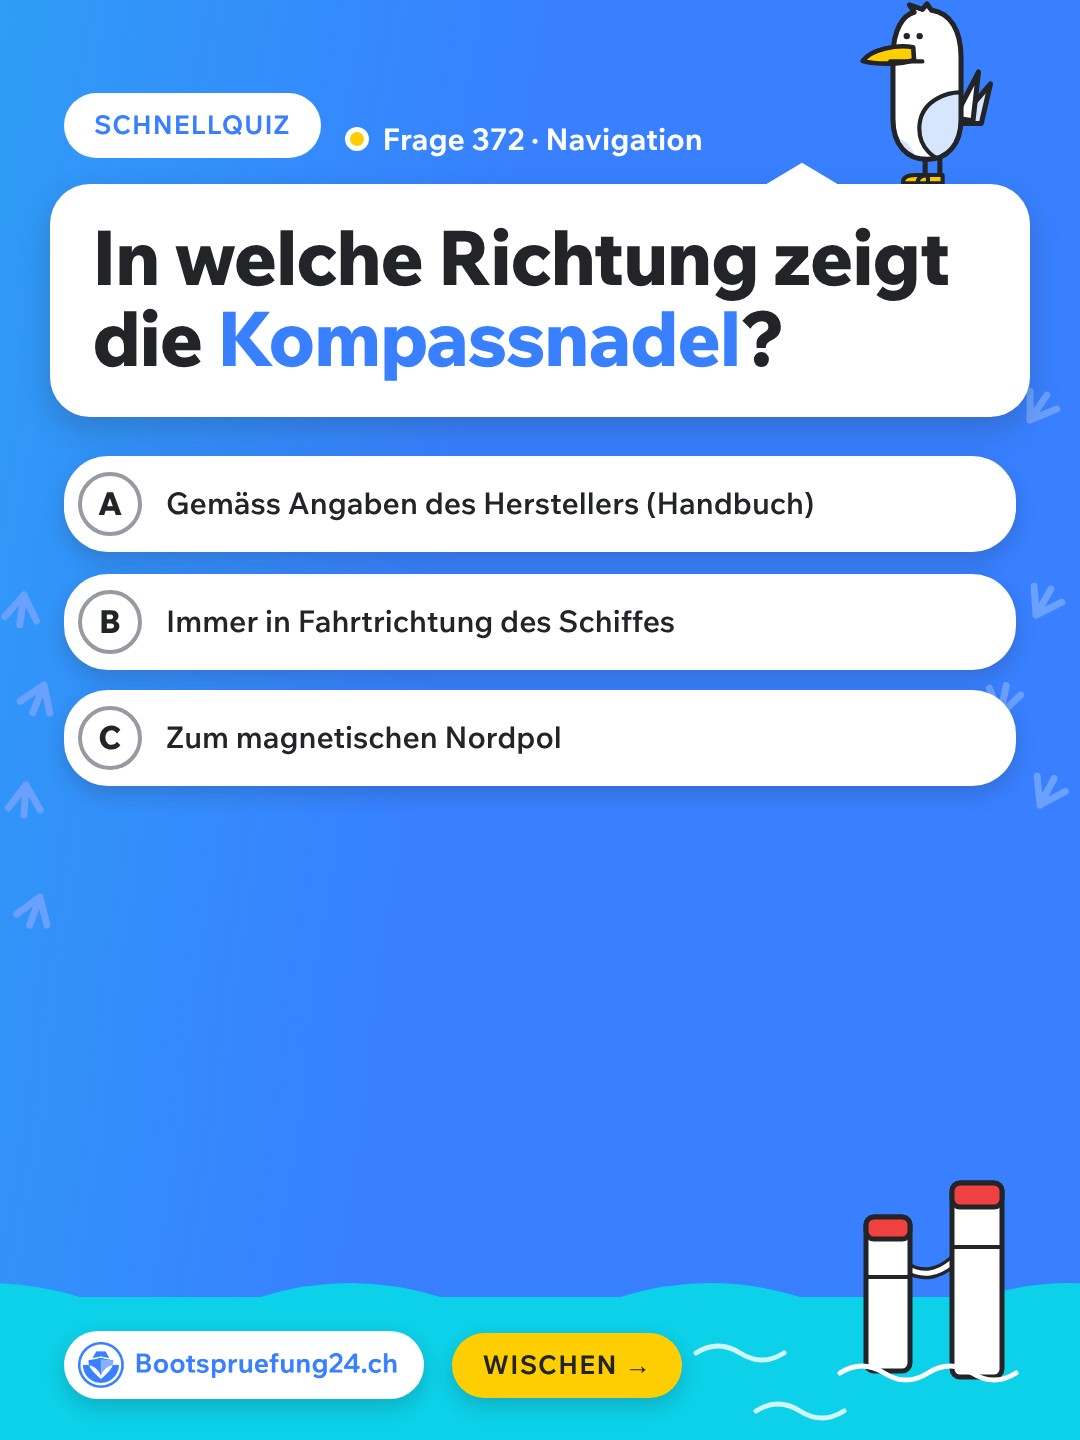 SCHNELLQUIZ
Frage 372 · Navigation
In welche Richtung zeigt
die Kompassnadel?
A Gemäss Angaben des Herstellers (Handbuch)
B Immer in Fahrtrichtung des Schiffes
C Zum magnetischen Nordpol
Bootspruefung24.ch
WISCHEN →